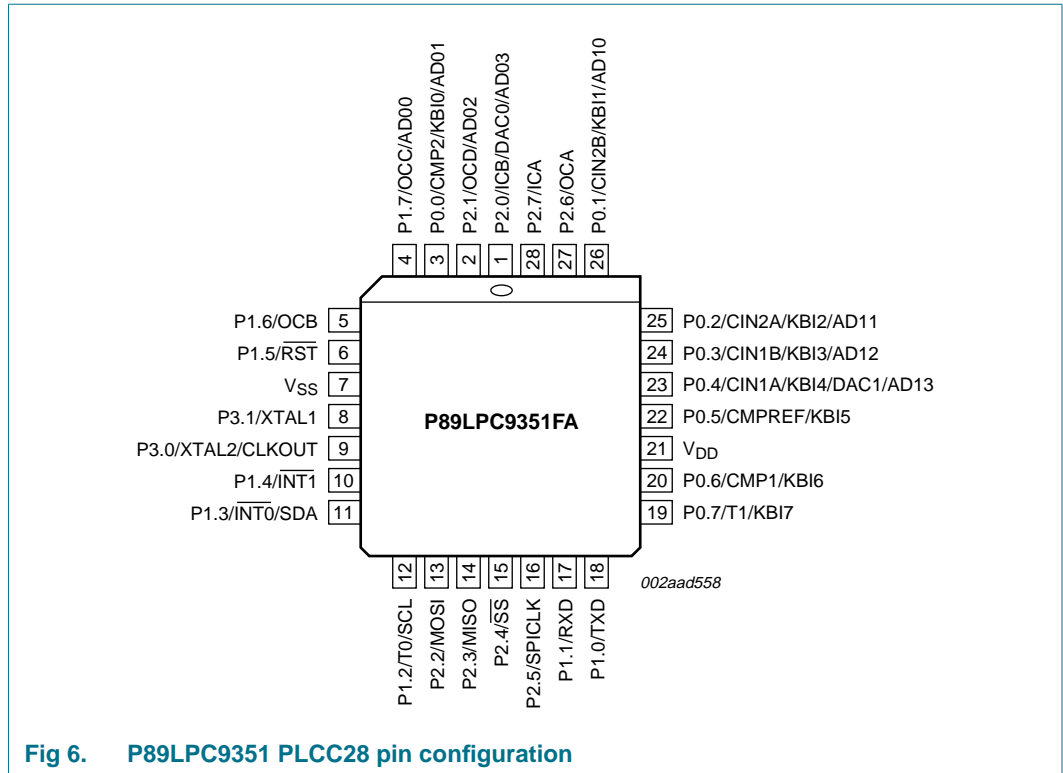 P1.7/OCC/AD00
P0.0/CMP2/KBI0/AD01
P2.1/OCD/AD02
P2.0/ICB/DAC0/AD03
P2.7/ICA
P2.6/OCA
P0.1/CIN2B/KBI1/AD10
4
3
2
1
28
27
26
P1.6/OCB 5
P1.5/RST 6
VSS 7
P3.1/XTAL1 8
P3.0/XTAL2/CLKOUT 9
P1.4/INT1 10
P1.3/INT0/SDA 11
P89LPC9351FA
25 P0.2/CIN2A/KBI2/AD11
24 P0.3/CIN1B/KBI3/AD12
23 P0.4/CIN1A/KBI4/DAC1/AD13
22 P0.5/CMPREF/KBI5
21 VDD
20 P0.6/CMP1/KBI6
19 P0.7/T1/KBI7
12
13
14
15
16
17
18
P1.2/T0/SCL
P2.2/MOSI
P2.3/MISO
P2.4/SS
P2.5/SPICLK
P1.1/RXD
P1.0/TXD
002aad558
Fig 6. P89LPC9351 PLCC28 pin configuration